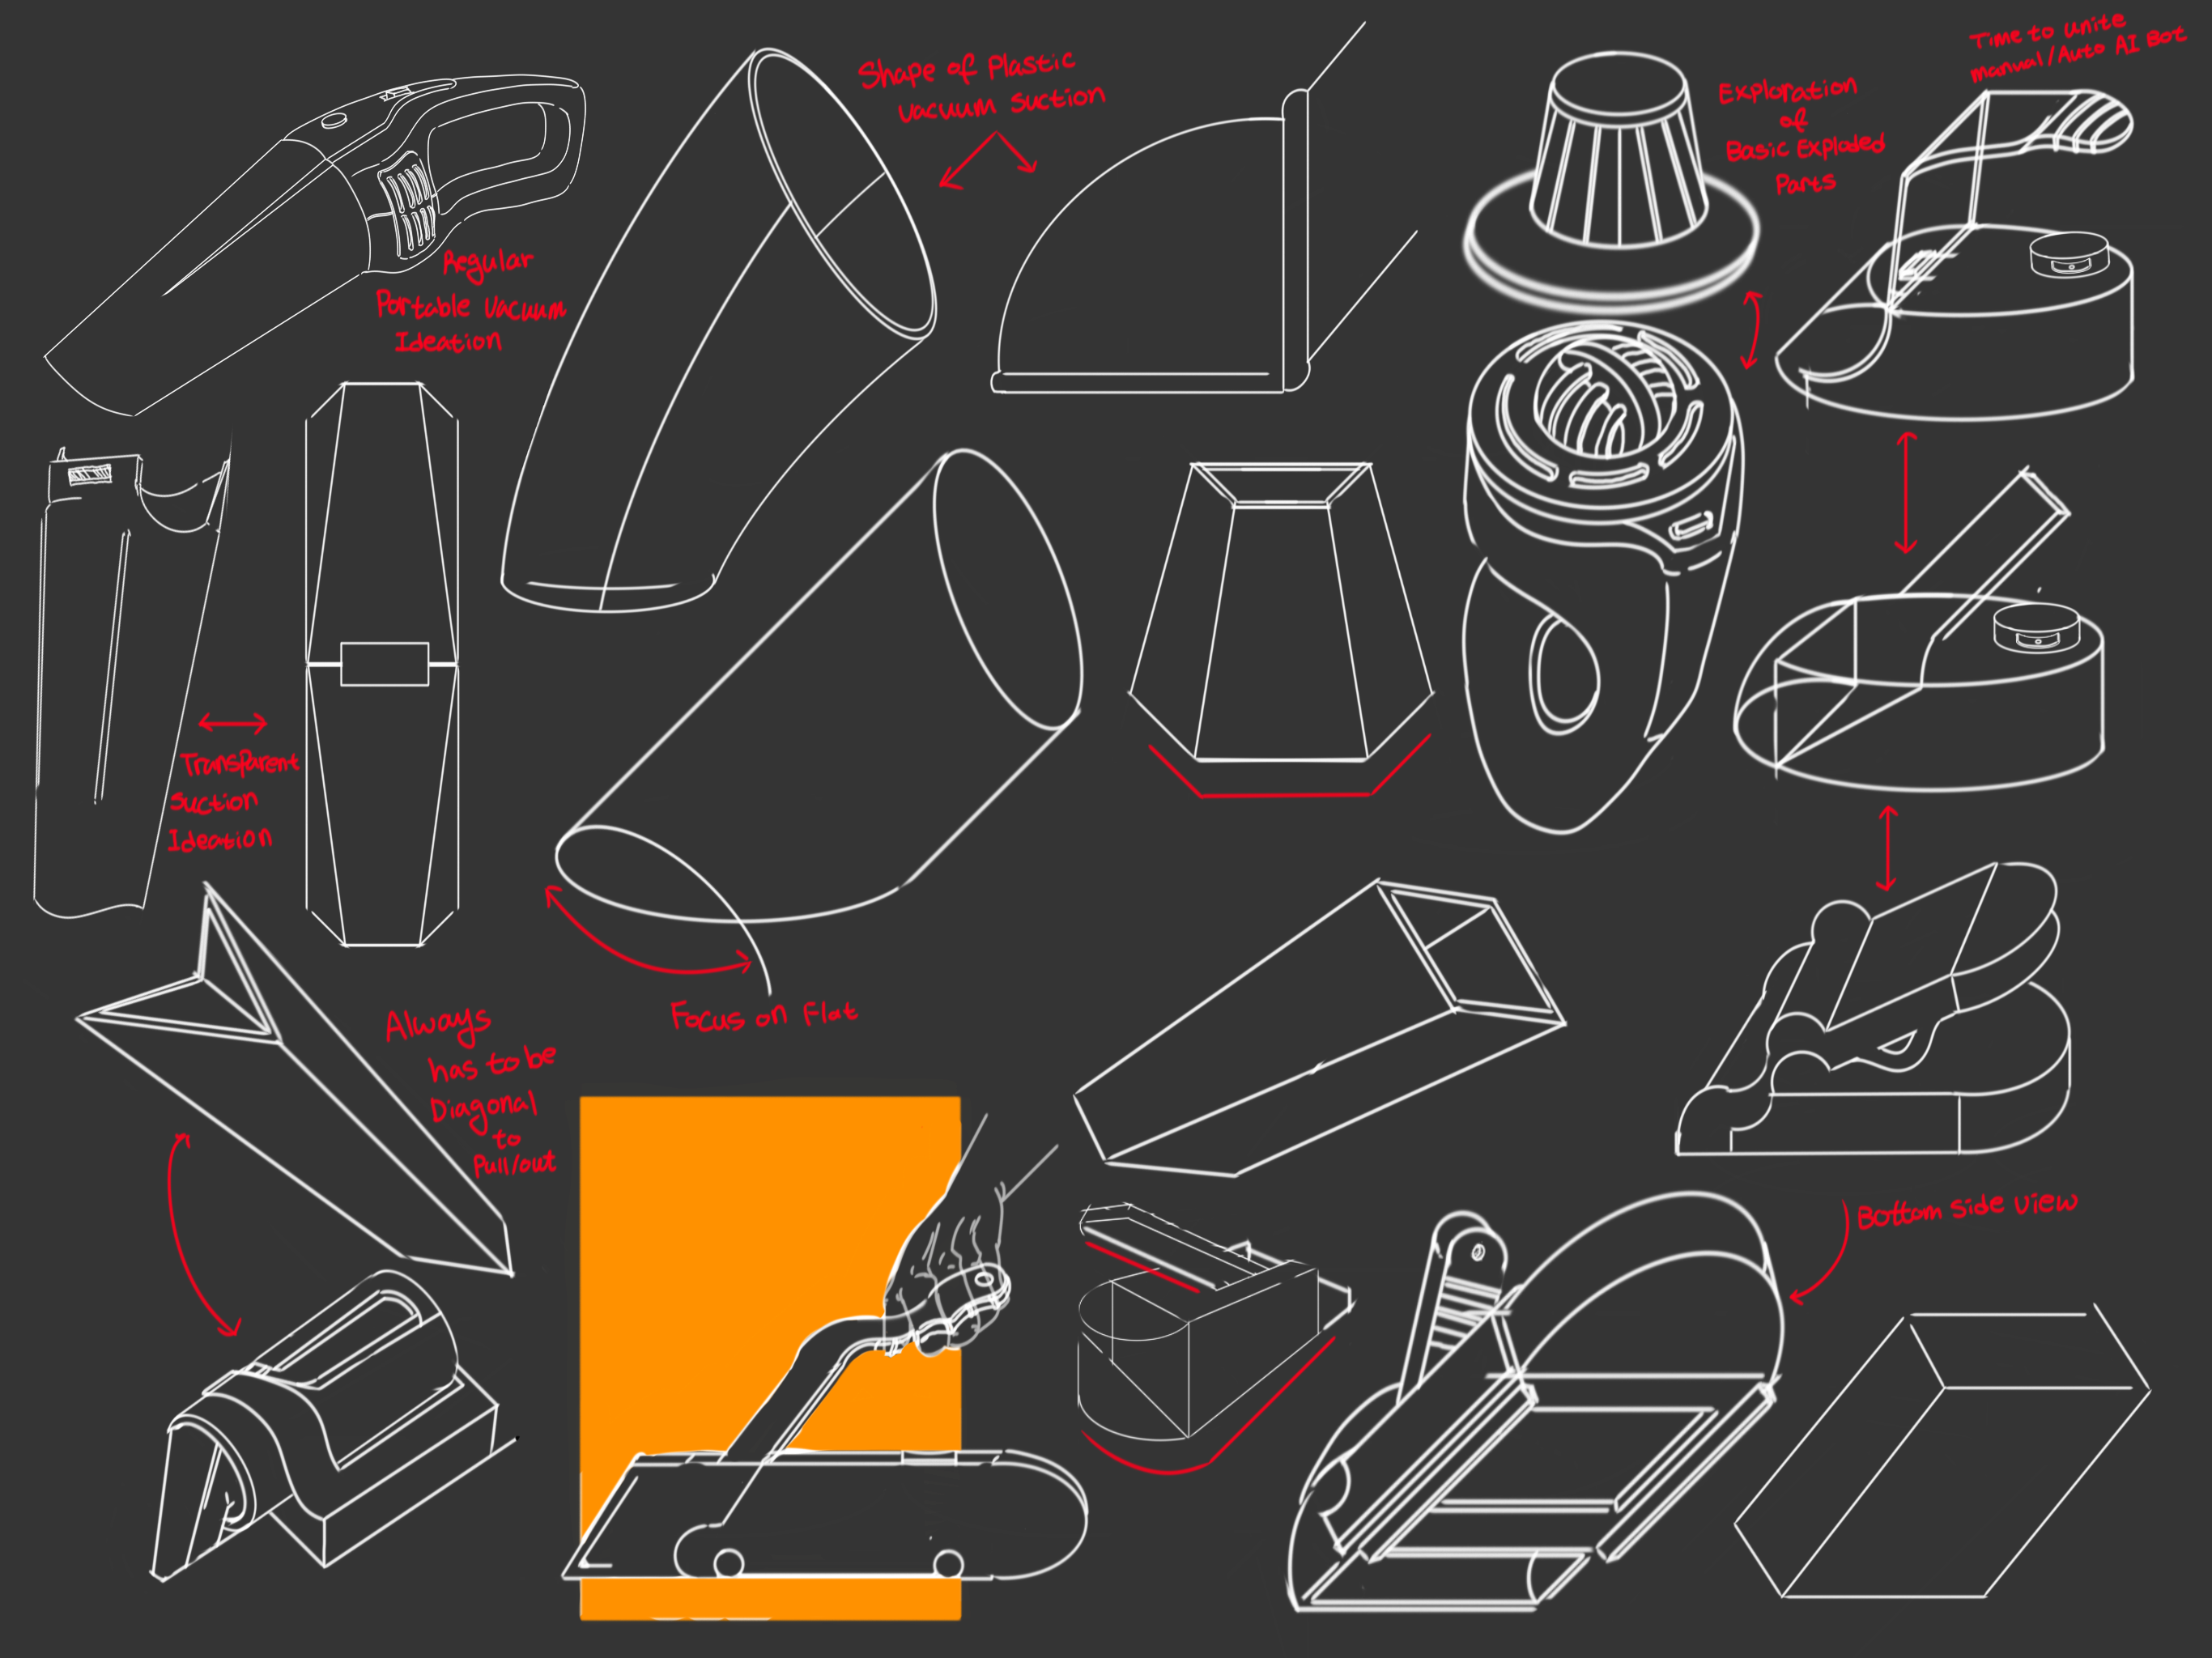 Shape of Plastic
Vacuum Suction
Time to unite
manual/Auto AI Bot
Exploration
of
Basic Exploded
Parts
Regular
Portable Vacuum
Ideation
Transparent
Suction
Ideation
Focus on Flat
Always
has to be
Diagonal
to
Pull/out
Bottom side view